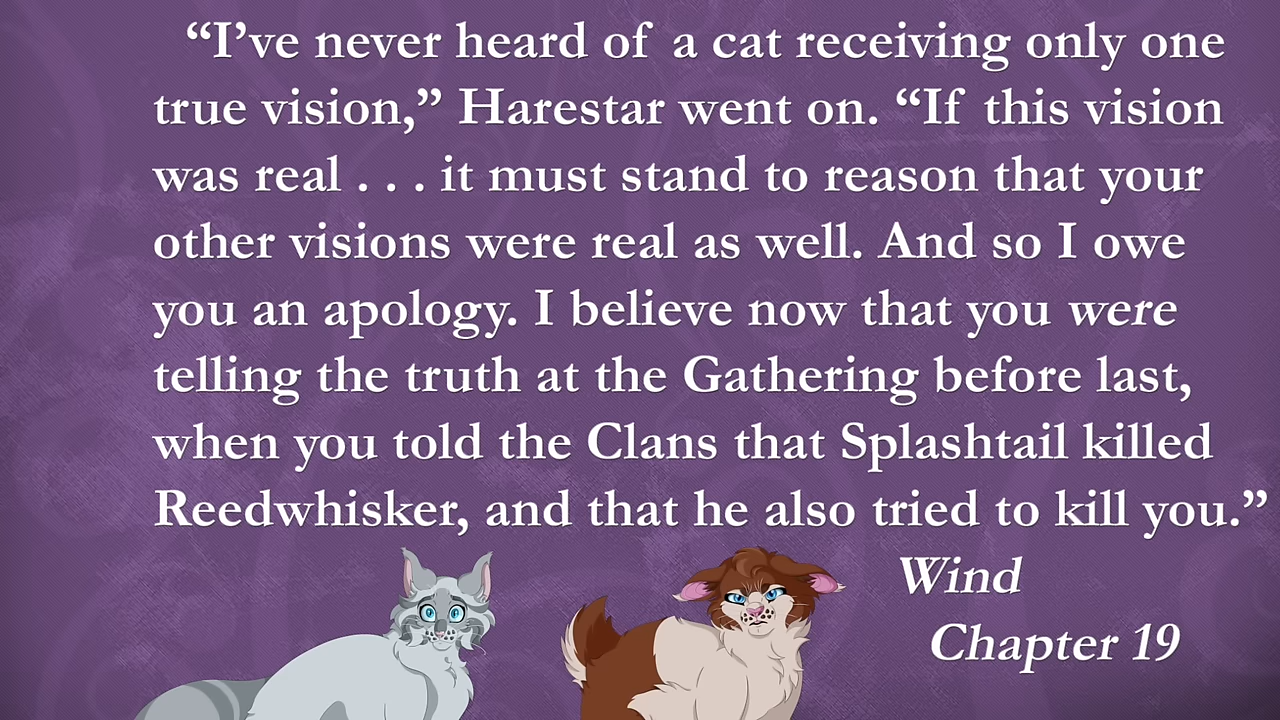 “I’ve never heard of a cat receiving only one
true vision,” Harestar went on. “If this vision
was real . . . it must stand to reason that your
other visions were real as well. And so I owe
you an apology. I believe now that you were
telling the truth at the Gathering before last,
when you told the Clans that Splashtail killed
Reedwhisker, and that he also tried to kill you.”
Wind
Chapter 19